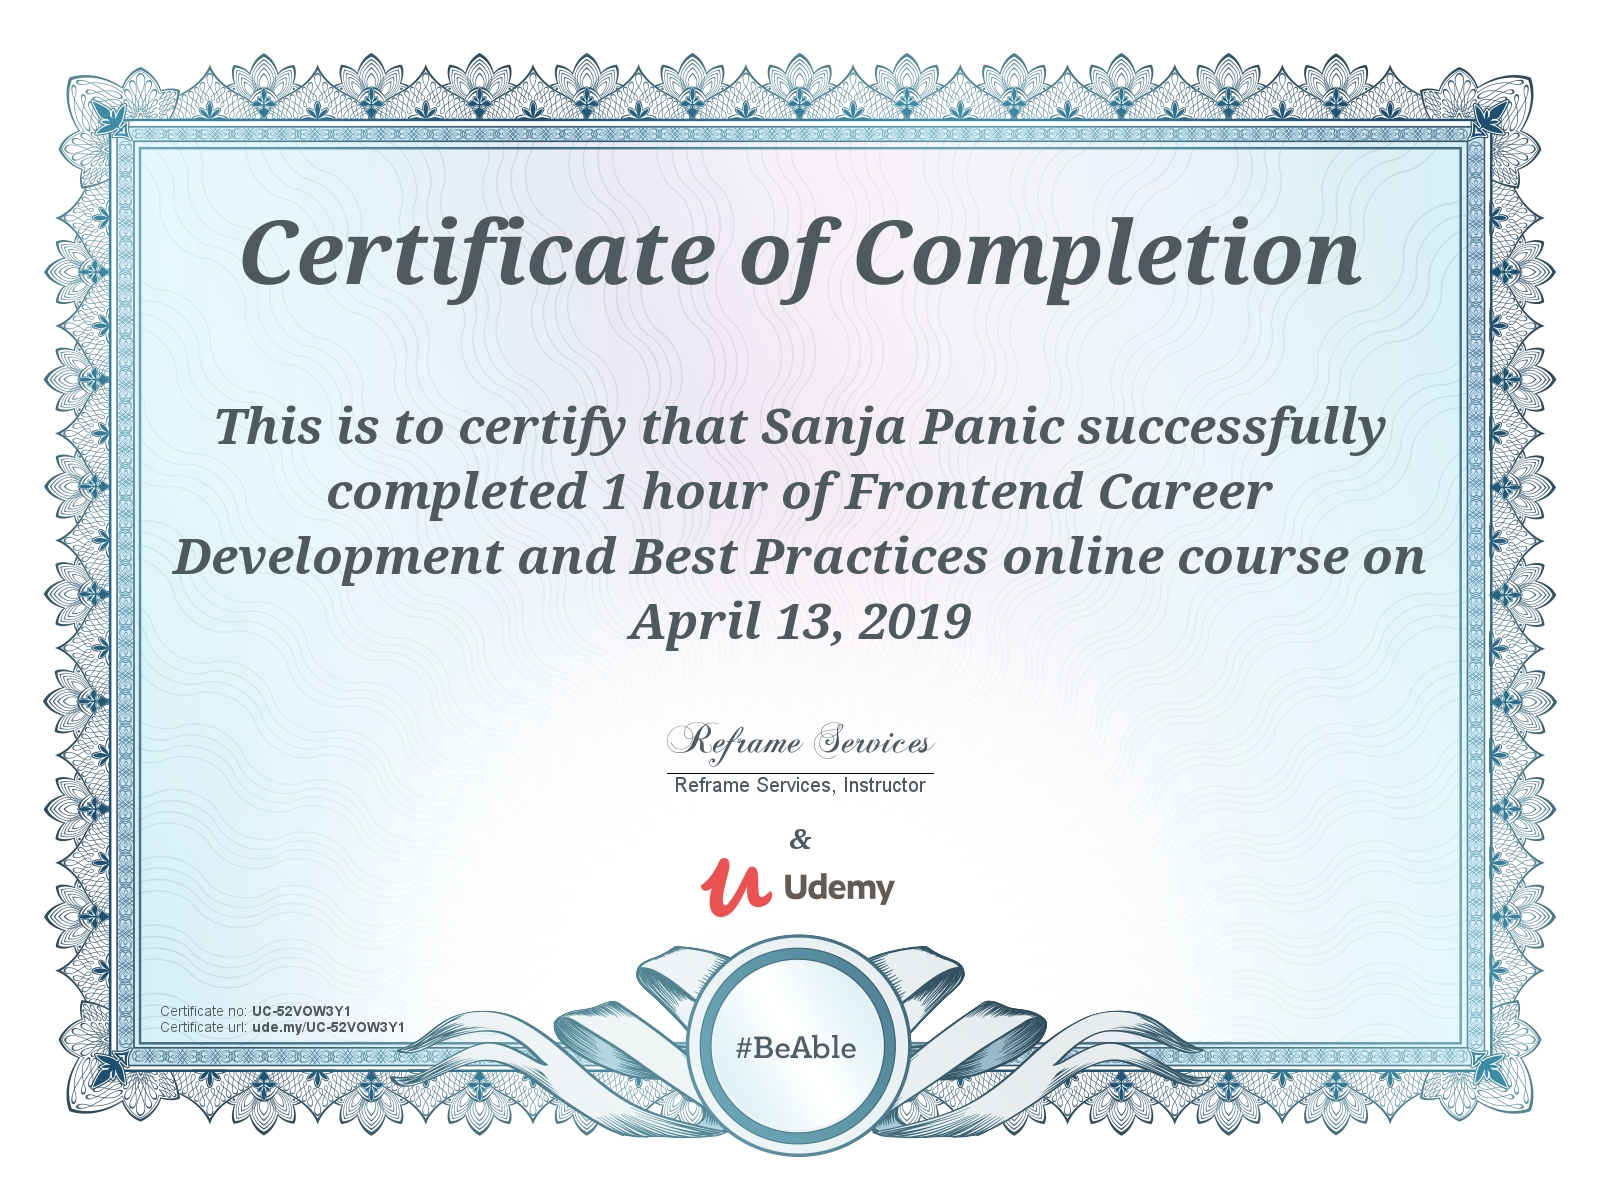 Certificate of Completion
This is to certify that Sanja Panic successfully
completed 1 hour of Frontend Career
Development and Best Practices online course on
April 13, 2019
Reframe Services
Reframe Services, Instructor
&
Udemy
Certificate no: UC-52VOW3Y1
Certificate url: ude.my/UC-52VOW3Y1
#BeAble